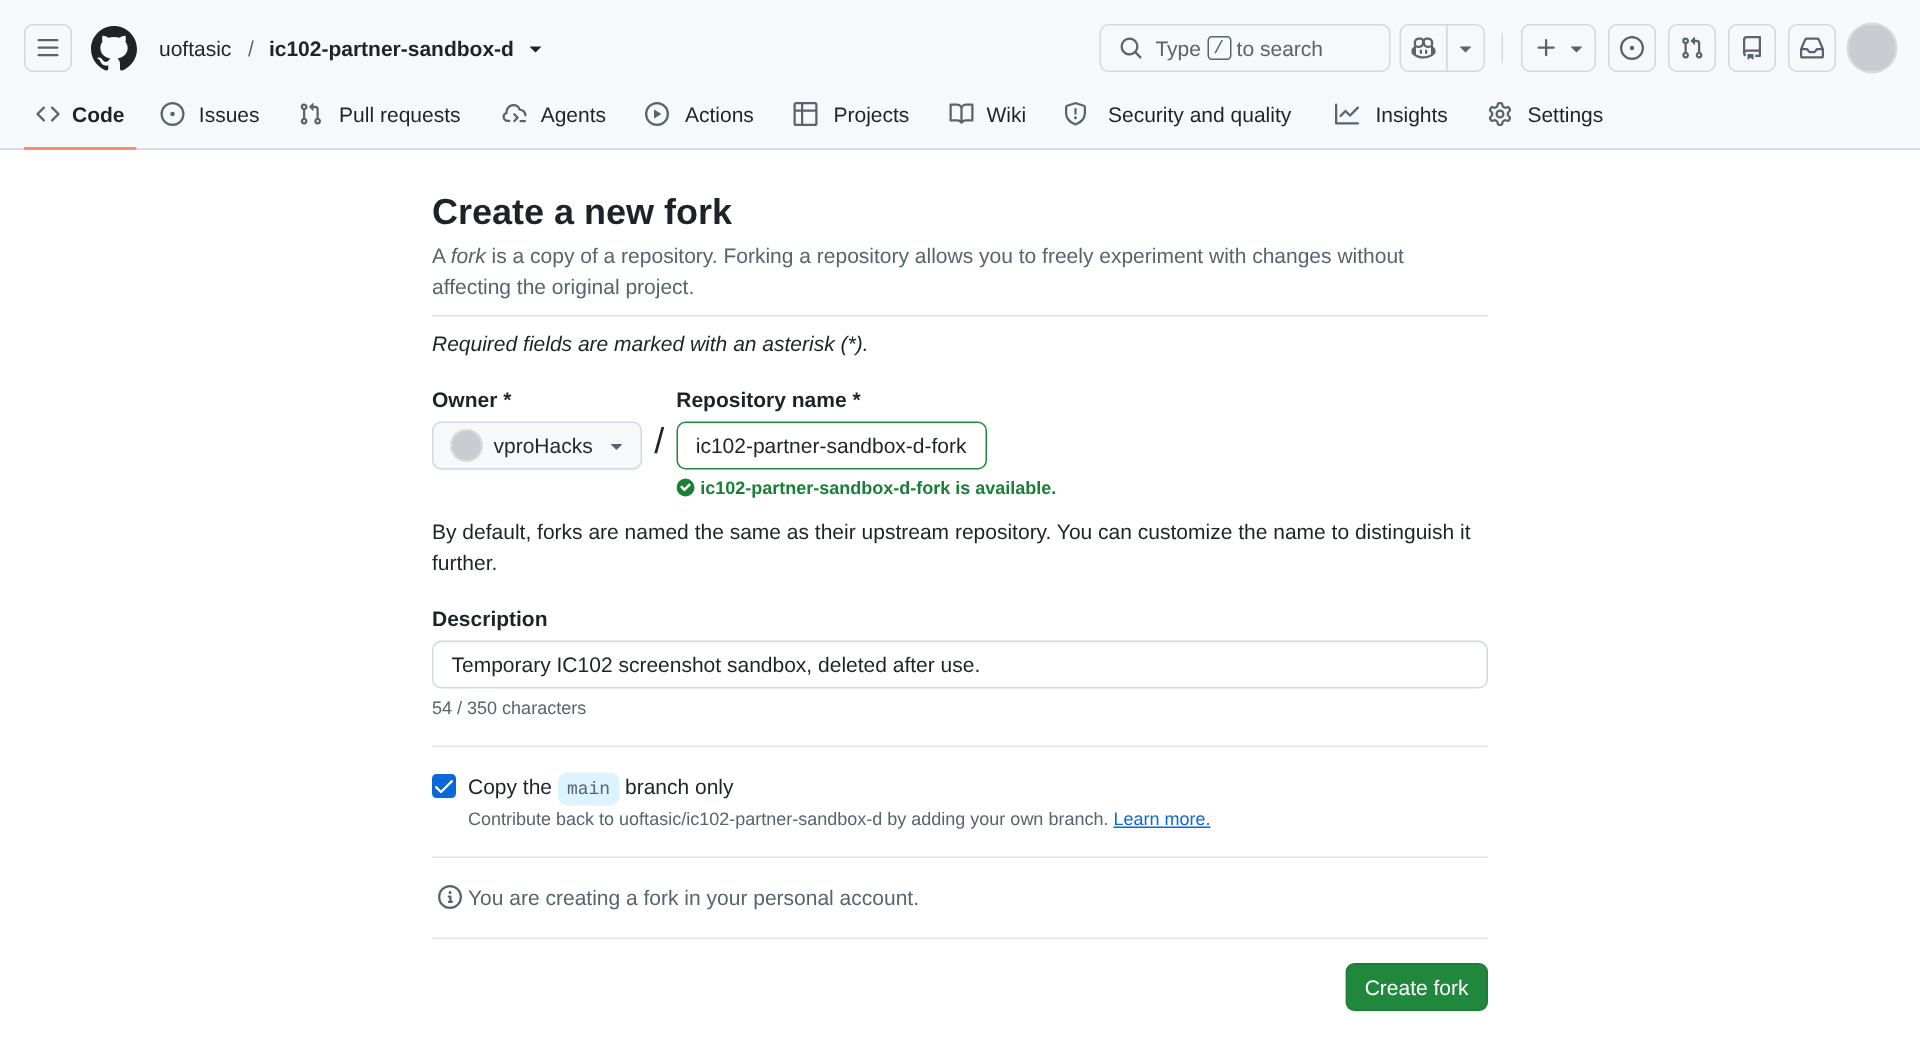 uoftasic / ic102-partner-sandbox-d
Type / to search
Code
Issues
Pull requests
Agents
Actions
Projects
Wiki
Security and quality
Insights
Settings
Create a new fork
A fork is a copy of a repository. Forking a repository allows you to freely experiment with changes without
affecting the original project.
Required fields are marked with an asterisk (*).
Owner *
Repository name *
vproHacks / ic102-partner-sandbox-d-fork
ic102-partner-sandbox-d-fork is available.
By default, forks are named the same as their upstream repository. You can customize the name to distinguish it
further.
Description
Temporary IC102 screenshot sandbox, deleted after use.
54 / 350 characters
Copy the main branch only
Contribute back to uoftasic/ic102-partner-sandbox-d by adding your own branch. Learn more.
You are creating a fork in your personal account.
Create fork